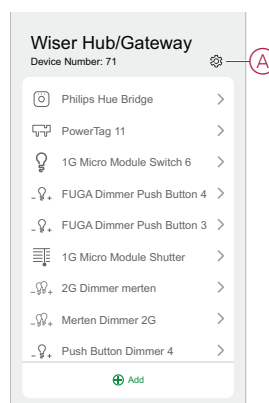 Wiser Hub/Gateway
Device Number: 71
A
Philips Hue Bridge
PowerTag 11
1G Micro Module Switch 6
FUGA Dimmer Push Button 4
FUGA Dimmer Push Button 3
1G Micro Module Shutter
2G Dimmer merten
Merten Dimmer 2G
Push Button Dimmer 4
Add